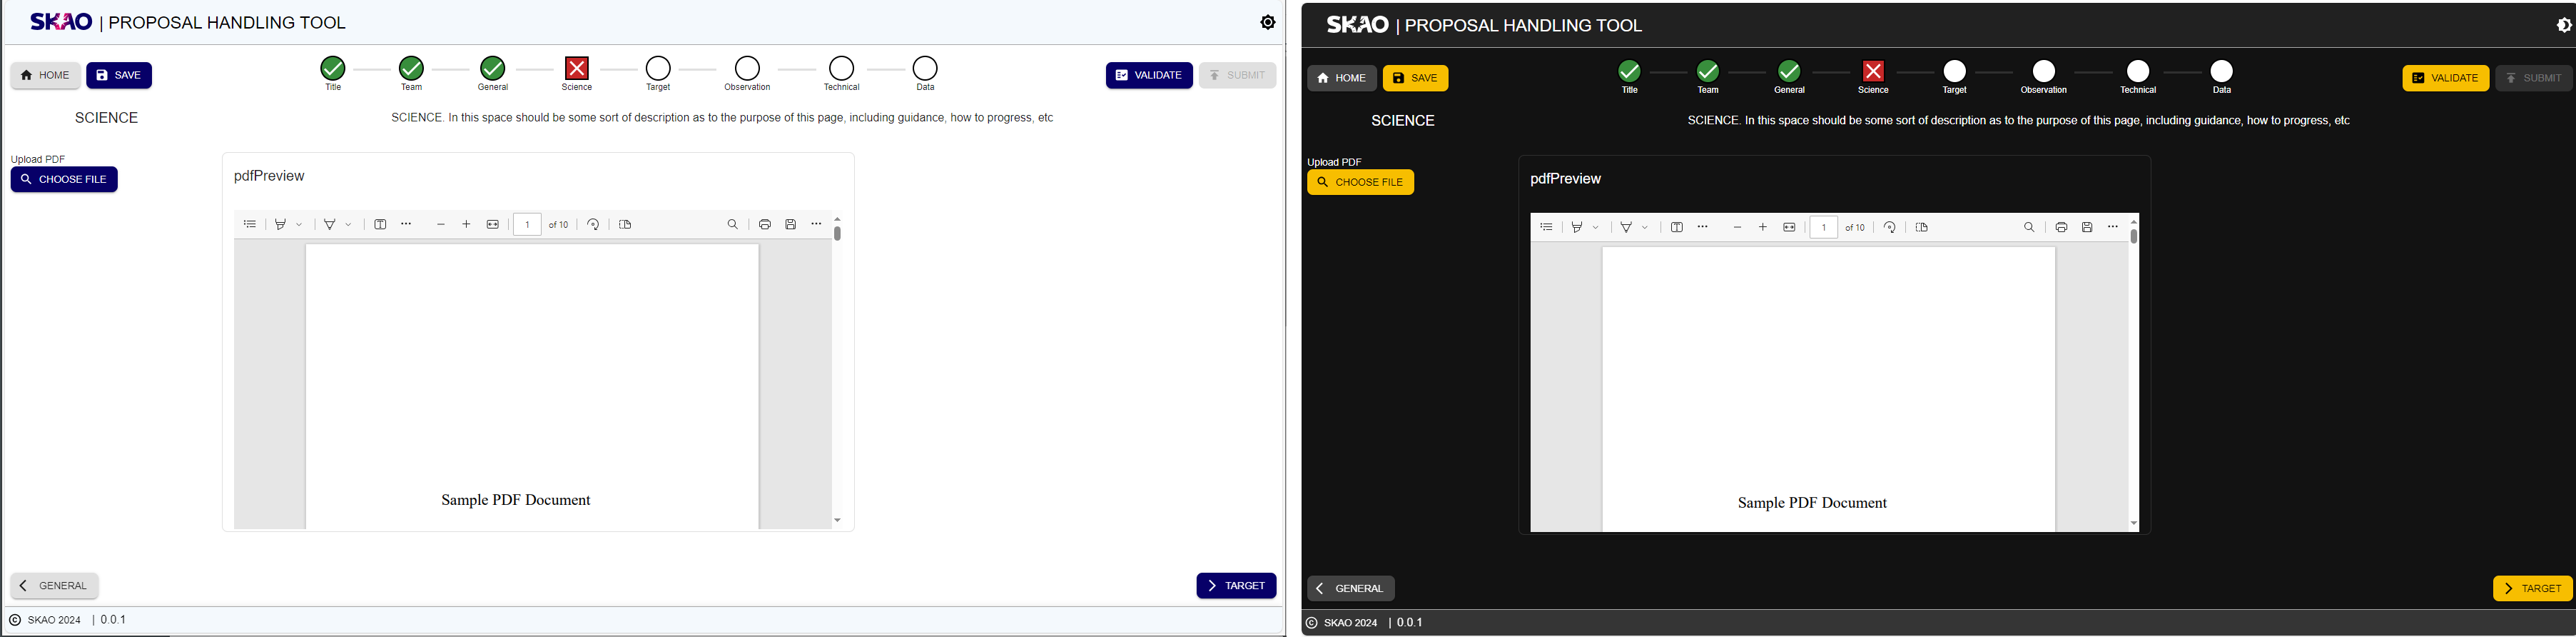 SKAO | PROPOSAL HANDLING TOOL
HOME SAVE
Title Team General Science Target Observation Technical Data
VALIDATE SUBMIT
SCIENCE
SCIENCE. In this space should be some sort of description as to the purpose of this page, including guidance, how to progress, etc
Upload PDF
CHOOSE FILE
pdfPreview
1 of 10
Sample PDF Document
GENERAL
TARGET
© SKAO 2024 | 0.0.1
SKAO | PROPOSAL HANDLING TOOL
HOME SAVE
Title Team General Science Target Observation Technical Data
VALIDATE SUBMIT
SCIENCE
SCIENCE. In this space should be some sort of description as to the purpose of this page, including guidance, how to progress, etc
Upload PDF
CHOOSE FILE
pdfPreview
1 of 10
Sample PDF Document
GENERAL
TARGET
© SKAO 2024 | 0.0.1